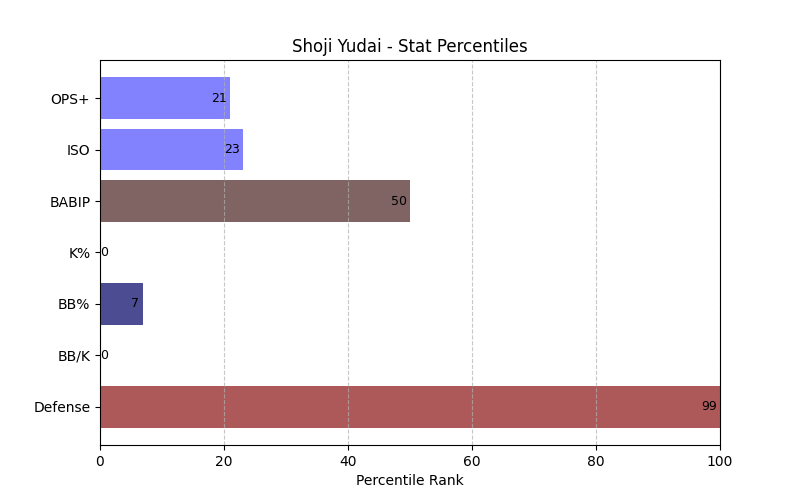 Shoji Yudai - Stat Percentiles
OPS+ 21
ISO 23
BABIP 50
K% 0
BB% 7
BB/K 0
Defense 99
0 20 40 60 80 100
Percentile Rank